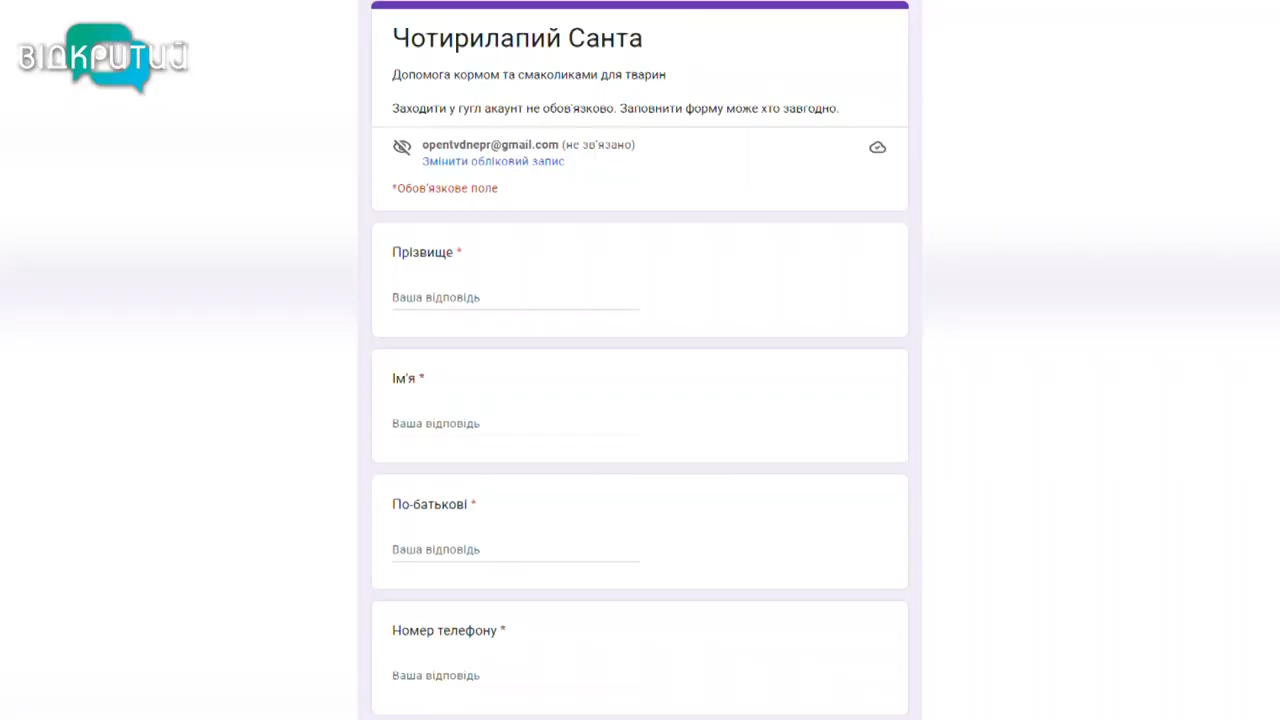 ВІДКРИТИЙ
Чотирилапий Санта
Допомога кормом та смаколиками для тварин
Заходити у гугл акаунт не обов'язково. Заповнити форму може хто завгодно.
opentvdnepr@gmail.com (не зв'язано)
Змінити обліковий запис
*Обов'язкове поле
Прізвище *
Ваша відповідь
Ім'я *
Ваша відповідь
По-батькові *
Ваша відповідь
Номер телефону *
Ваша відповідь